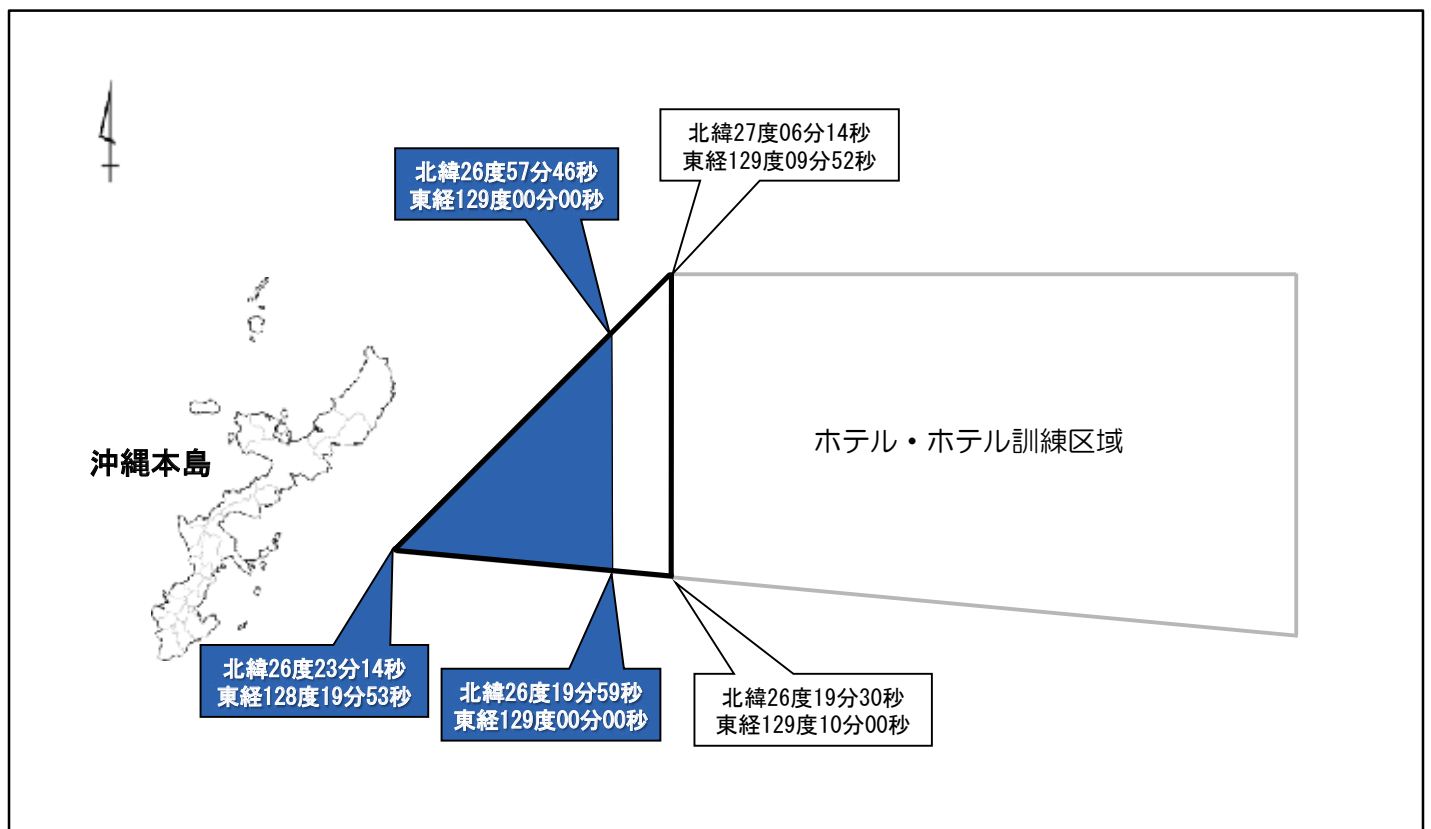 北緯27度06分14秒
東経129度09分52秒
北緯26度57分46秒
東経129度00分00秒
ホテル・ホテル訓練区域
沖縄本島
北緯26度23分14秒
東経128度19分53秒
北緯26度19分59秒
東経129度00分00秒
北緯26度19分30秒
東経129度10分00秒